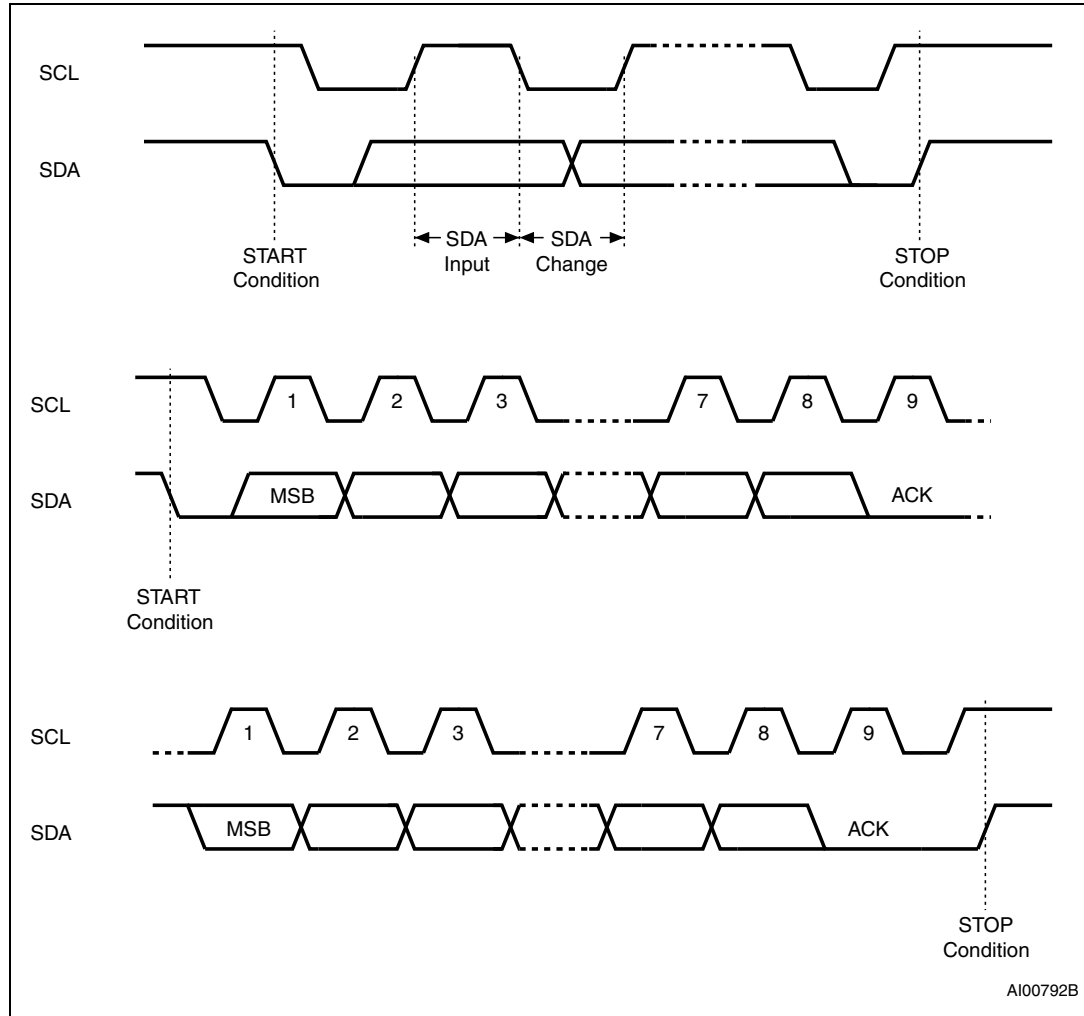 SCL
SDA
START
Condition
SDA
Input
SDA
Change
STOP
Condition
SCL
1 2 3 7 8 9
SDA
MSB ACK
START
Condition
SCL
1 2 3 7 8 9
SDA
MSB ACK
STOP
Condition
AI00792B